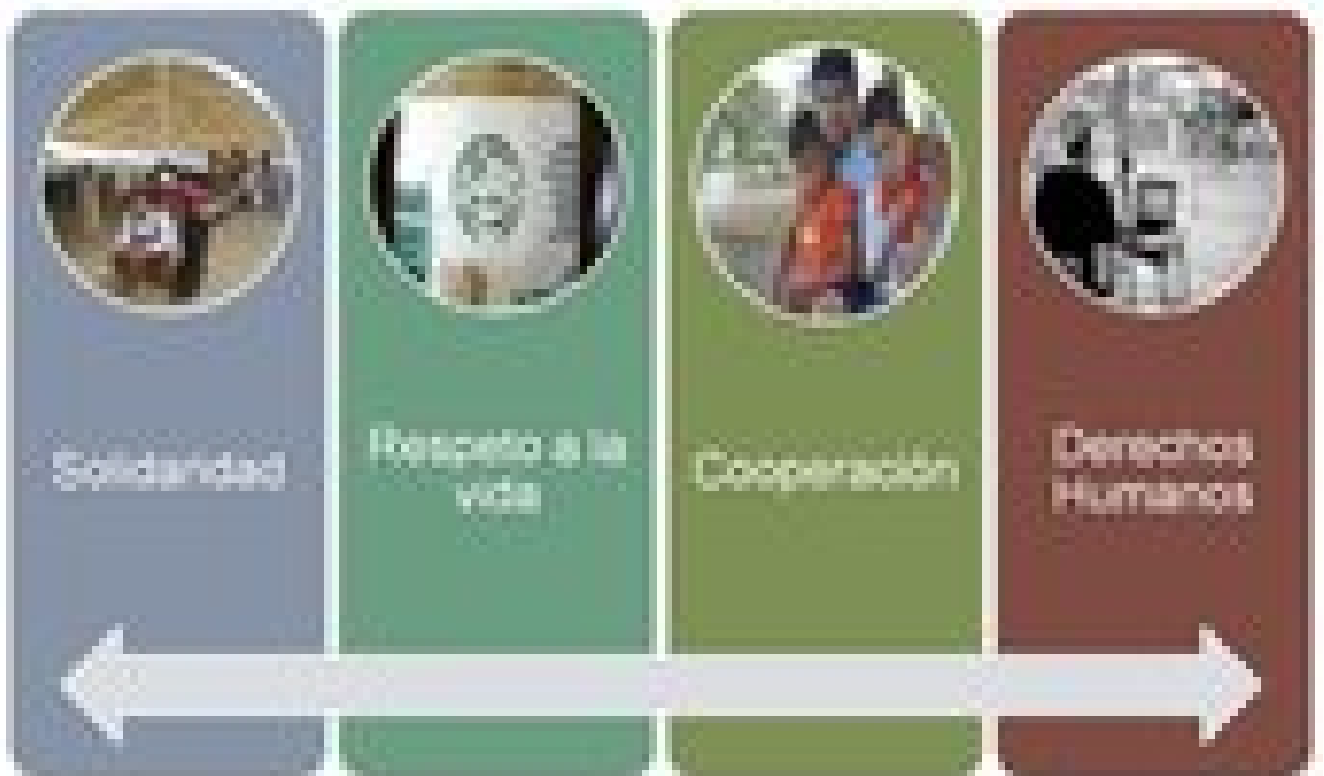 Solidaridad
Respeto a la
vida
Cooperación
Derechos
Humanos